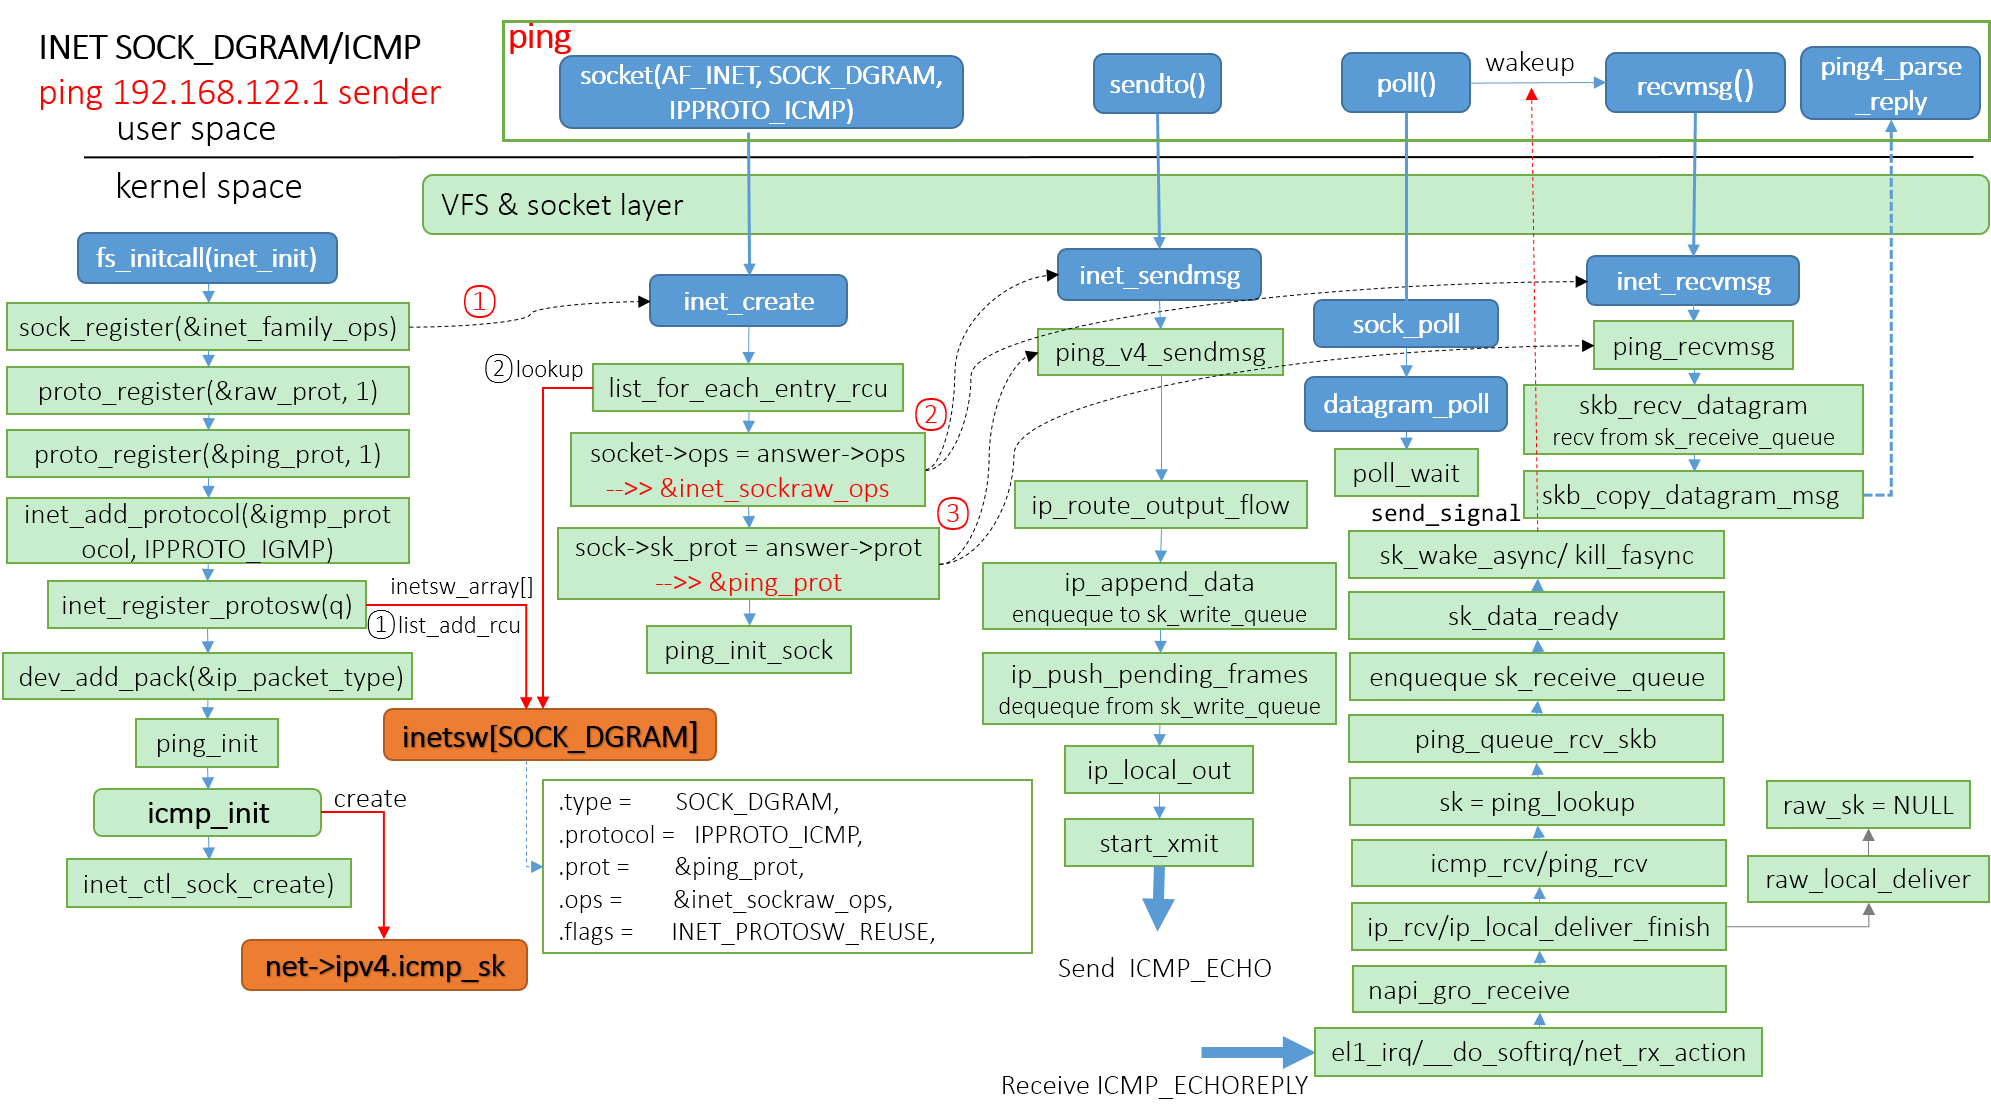 INET SOCK_DGRAM/ICMP
ping 192.168.122.1 sender
user space
kernel space
ping
socket(AF_INET, SOCK_DGRAM,
IPPROTO_ICMP)
sendto()
poll()
wakeup
recvmsg()
ping4_parse
_reply
VFS & socket layer
fs_initcall(inet_init)
sock_register(&inet_family_ops)
proto_register(&raw_prot, 1)
proto_register(&ping_prot, 1)
inet_add_protocol(&igmp_prot
ocol, IPPROTO_IGMP)
inet_register_protosw(q)
dev_add_pack(&ip_packet_type)
ping_init
icmp_init
inet_ctl_sock_create)
create
net->ipv4.icmp_sk
inetsw_array[]
①list_add_rcu
inetsw[SOCK_DGRAM]
①
inet_create
②lookup
list_for_each_entry_rcu
socket->ops = answer->ops
-->> &inet_sockraw_ops
②
sock->sk_prot = answer->prot
-->> &ping_prot
③
ping_init_sock
.type = SOCK_DGRAM,
.protocol = IPPROTO_ICMP,
.prot = &ping_prot,
.ops = &inet_sockraw_ops,
.flags = INET_PROTOSW_REUSE,
inet_sendmsg
ping_v4_sendmsg
ip_route_output_flow
ip_append_data
enqueque to sk_write_queue
ip_push_pending_frames
dequeque from sk_write_queue
ip_local_out
start_xmit
Send ICMP_ECHO
sock_poll
datagram_poll
poll_wait
inet_recvmsg
ping_recvmsg
skb_recv_datagram
recv from sk_receive_queue
skb_copy_datagram_msg
send_signal
sk_wake_async/ kill_fasync
sk_data_ready
enqueque sk_receive_queue
ping_queue_rcv_skb
sk = ping_lookup
icmp_rcv/ping_rcv
ip_rcv/ip_local_deliver_finish
napi_gro_receive
el1_irq/__do_softirq/net_rx_action
Receive ICMP_ECHOREPLY
raw_sk = NULL
raw_local_deliver